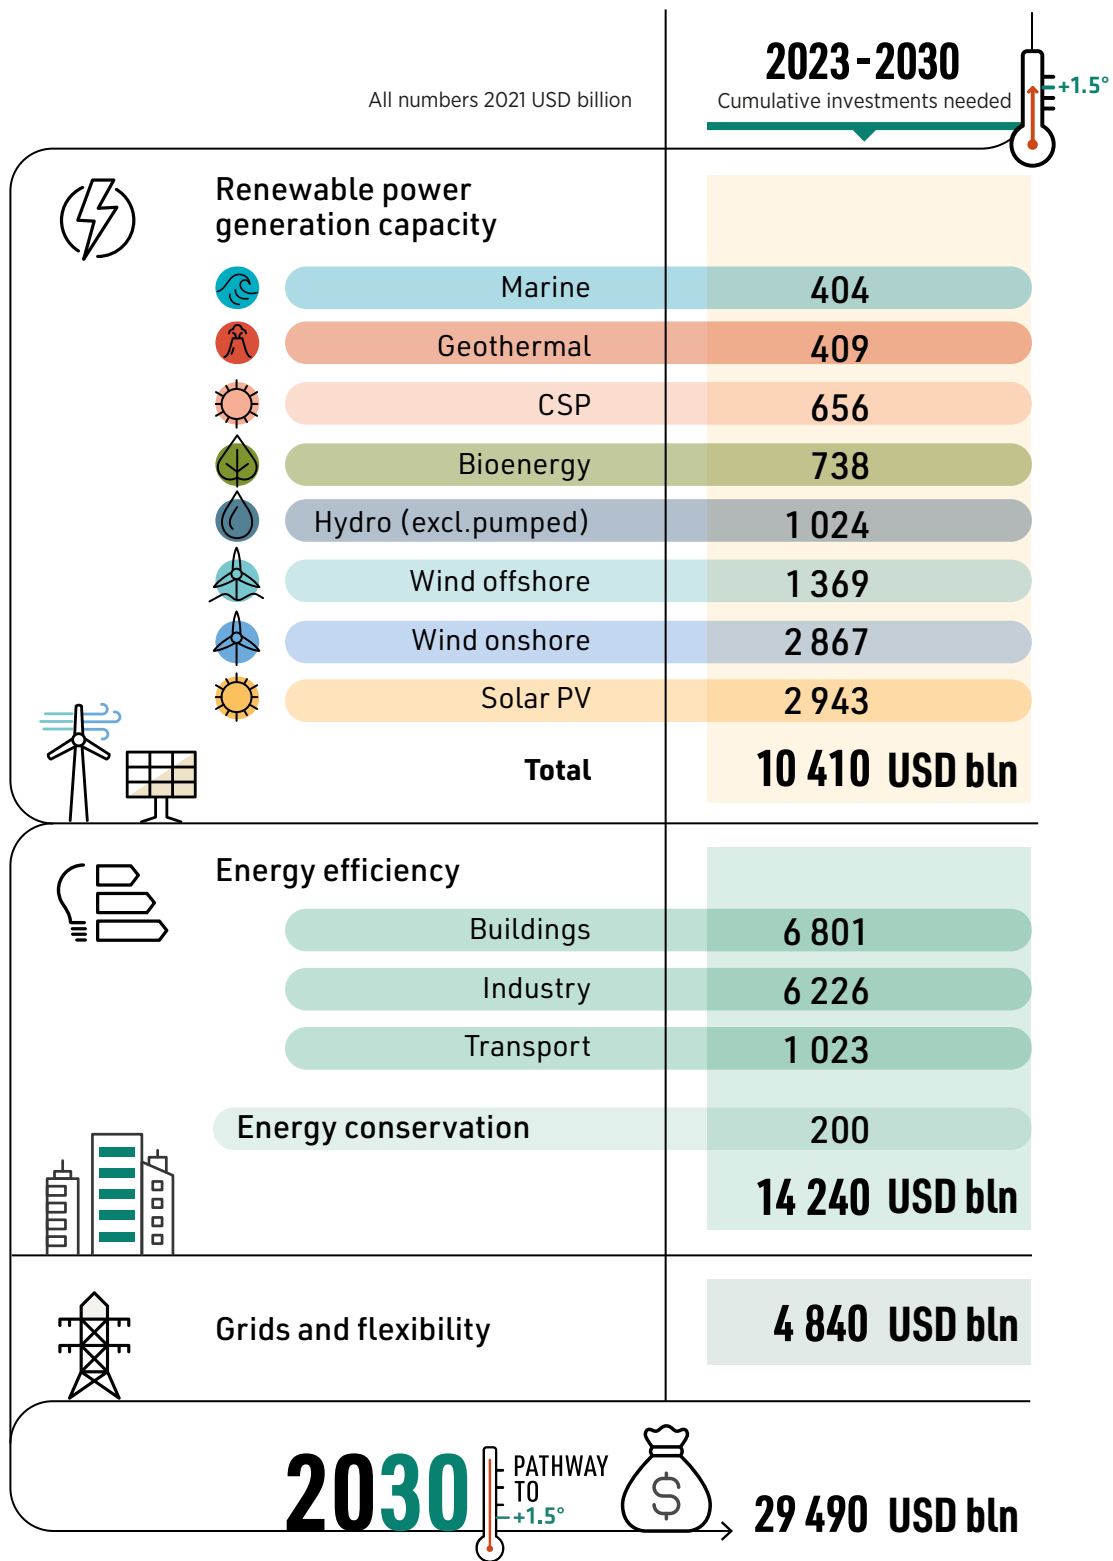 All numbers 2021 USD billion
2023 - 2030
Cumulative investments needed
+1.5°
Renewable power
generation capacity
Marine 404
Geothermal 409
CSP 656
Bioenergy 738
Hydro (excl.pumped) 1 024
Wind offshore 1 369
Wind onshore 2 867
Solar PV 2 943
Total 10 410 USD bln
Energy efficiency
Buildings 6 801
Industry 6 226
Transport 1 023
Energy conservation 200
14 240 USD bln
Grids and flexibility 4 840 USD bln
2030
PATHWAY
TO
+1.5°
$
29 490 USD bln